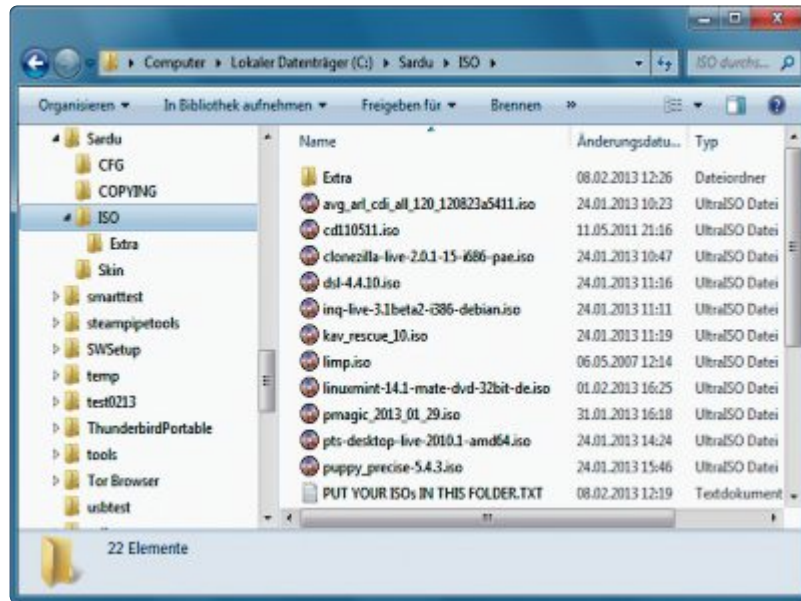 Computer ▸ Lokaler Datenträger (C:) ▸ Sardu ▸ ISO ▸
ISO durchs...
Organisieren In Bibliothek aufnehmen Freigeben für Brennen »
Sardu
CFG
COPYING
ISO
Extra
Skin
smarttest
steampipetools
SWSetup
temp
test0213
ThunderbirdPortable
tools
Tor Browser
usbtest
Name Änderungsdatu... Typ
Extra 08.02.2013 12:26 Dateiordner
avg_arl_cdi_all_120_120823a5411.iso 24.01.2013 10:23 UltraISO Datei
cd110511.iso 11.05.2011 21:16 UltraISO Datei
clonezilla-live-2.0.1-15-i686-pae.iso 24.01.2013 10:47 UltraISO Datei
dsl-4.4.10.iso 24.01.2013 11:16 UltraISO Datei
inq-live-3.1beta2-i386-debian.iso 24.01.2013 11:11 UltraISO Datei
kav_rescue_10.iso 24.01.2013 11:19 UltraISO Datei
limp.iso 06.05.2007 12:14 UltraISO Datei
linuxmint-14.1-mate-dvd-32bit-de.iso 01.02.2013 16:25 UltraISO Datei
pmagic_2013_01_29.iso 31.01.2013 16:18 UltraISO Datei
pts-desktop-live-2010.1-amd64.iso 24.01.2013 14:24 UltraISO Datei
puppy_precise-5.4.3.iso 24.01.2013 15:46 UltraISO Datei
PUT YOUR ISOs IN THIS FOLDER.TXT 08.02.2013 12:19 Textdokument
22 Elemente